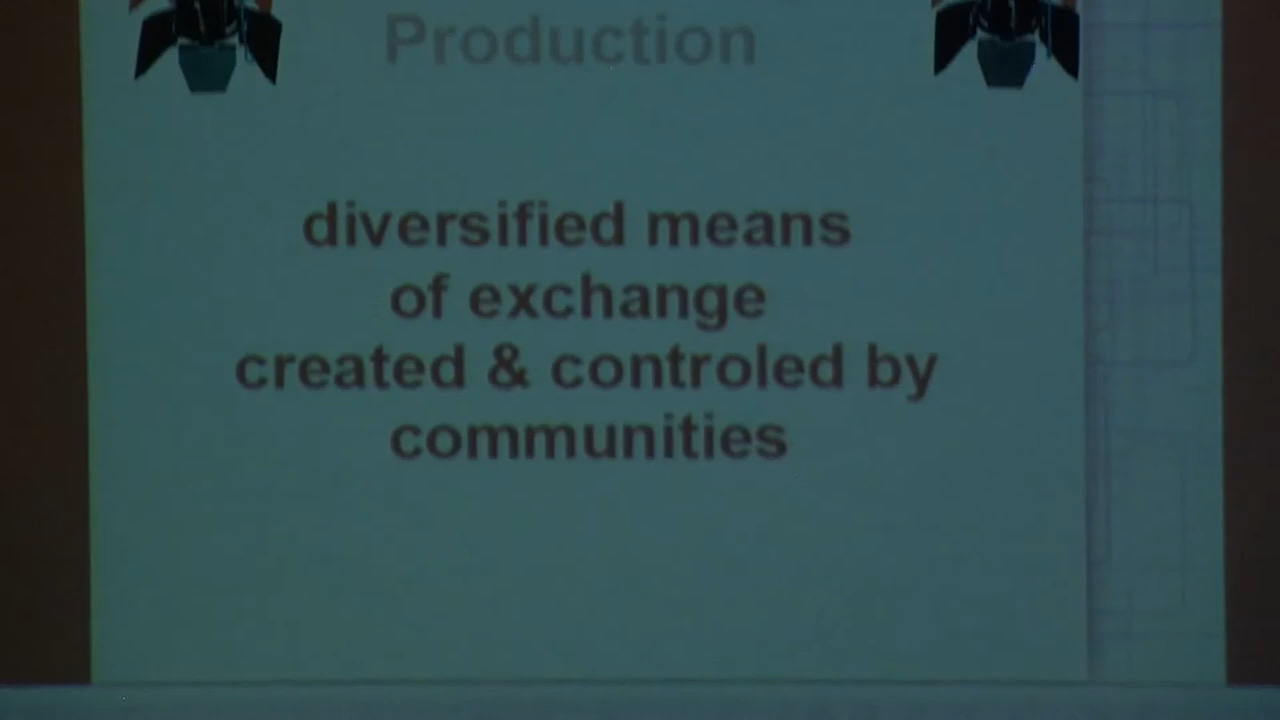 Production
diversified means
of exchange
created & controled by
communities